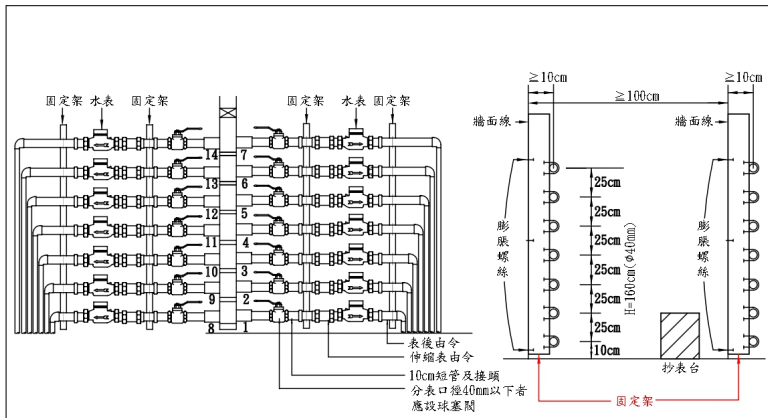 固定架 水表 固定架 固定架 水表 固定架
14 7
13 6
12 5
11 4
10 3
9 2
8 1
表後由令
伸縮表由令
10cm短管及接頭
分表口徑40mm以下者
應設球塞閥
≥10cm ≥10cm
≥100cm
牆面線 牆面線
25cm
25cm
25cm
25cm
25cm
25cm
10cm
H=160cm(Φ40mm)
膨脹螺絲 膨脹螺絲
抄表台
固定架